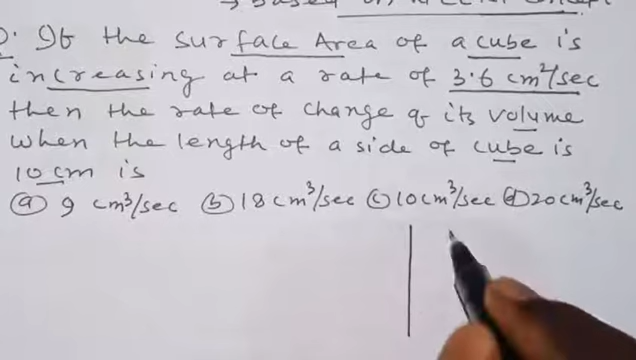 → Based on
Q. If the surface Area of a cube is
increasing at a rate of 3.6 cm²/sec
then the rate of change of its volume
when the length of a side of cube is
10 cm is
(a) 9 cm³/sec (b) 18 cm³/sec (c) 10 cm³/sec (d) 20 cm³/sec